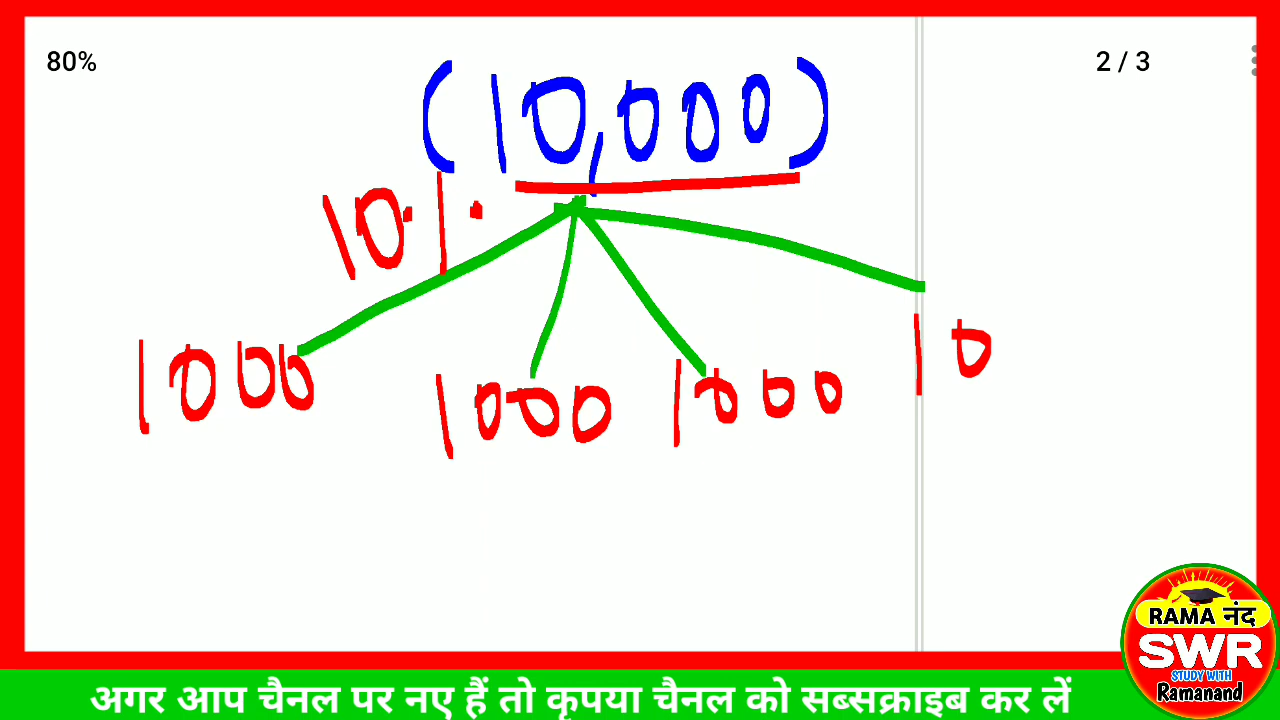 80%
2 / 3
(10,000)
10%
1000
1000
1000
10
RAMA नंद
SWR
STUDY WITH
Ramanand
अगर आप चैनल पर नए हैं तो कृपया चैनल को सब्सक्राइब कर लें